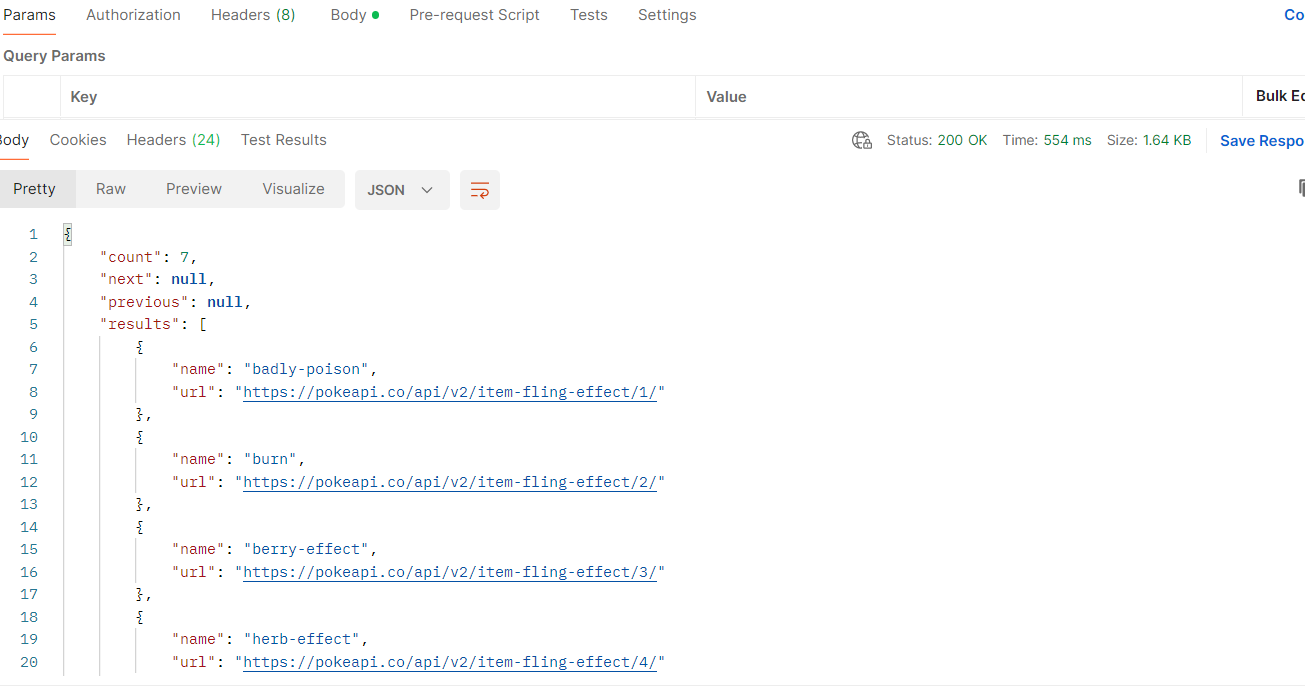 Params Authorization Headers (8) Body Pre-request Script Tests Settings Co
Query Params
Key Value Bulk Ed
Body Cookies Headers (24) Test Results Status: 200 OK Time: 554 ms Size: 1.64 KB Save Respo
Pretty Raw Preview Visualize JSON
1 {
2 "count": 7,
3 "next": null,
4 "previous": null,
5 "results": [
6 {
7 "name": "badly-poison",
8 "url": "https://pokeapi.co/api/v2/item-fling-effect/1/"
9 },
10 {
11 "name": "burn",
12 "url": "https://pokeapi.co/api/v2/item-fling-effect/2/"
13 },
14 {
15 "name": "berry-effect",
16 "url": "https://pokeapi.co/api/v2/item-fling-effect/3/"
17 },
18 {
19 "name": "herb-effect",
20 "url": "https://pokeapi.co/api/v2/item-fling-effect/4/"